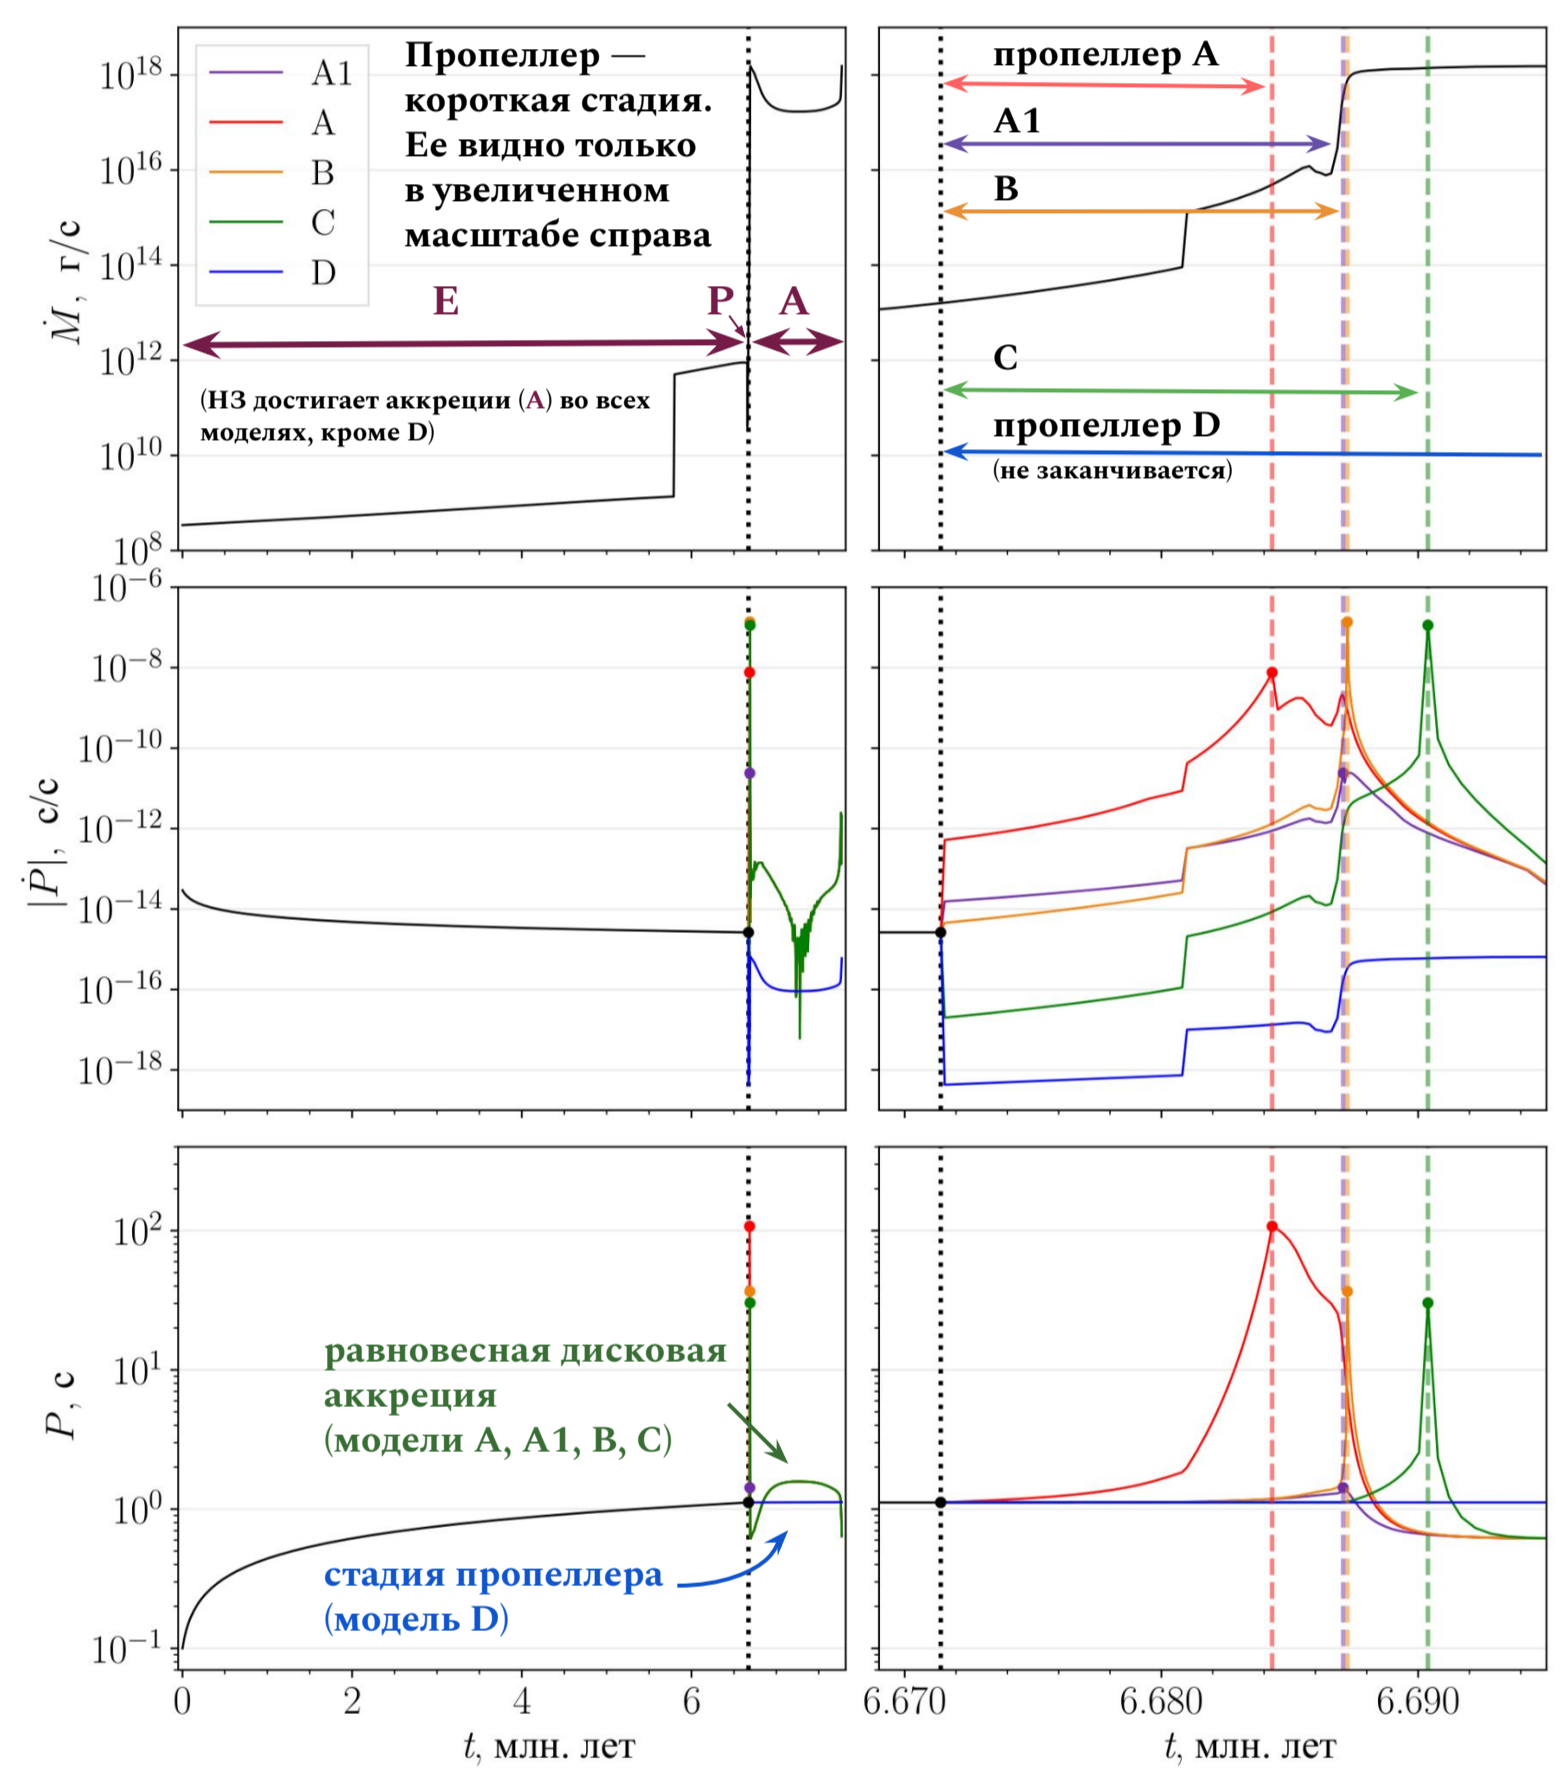 A1
A
B
C
D
Пропеллер —
короткая стадия.
Ее видно только
в увеличенном
масштабе справа
E
P
A
(НЗ достигает аккреции (A) во всех
моделях, кроме D)
Ṁ, г/с
10^18
10^16
10^14
10^12
10^10
10^8
пропеллер A
A1
B
C
пропеллер D
(не заканчивается)
|Ṗ|, с/с
10^−6
10^−8
10^−10
10^−12
10^−14
10^−16
10^−18
P, с
10^2
10^1
10^0
10^−1
равновесная дисковая
аккреция
(модели A, A1, B, C)
стадия пропеллера
(модель D)
0 2 4 6
t, млн. лет
6.670 6.680 6.690
t, млн. лет